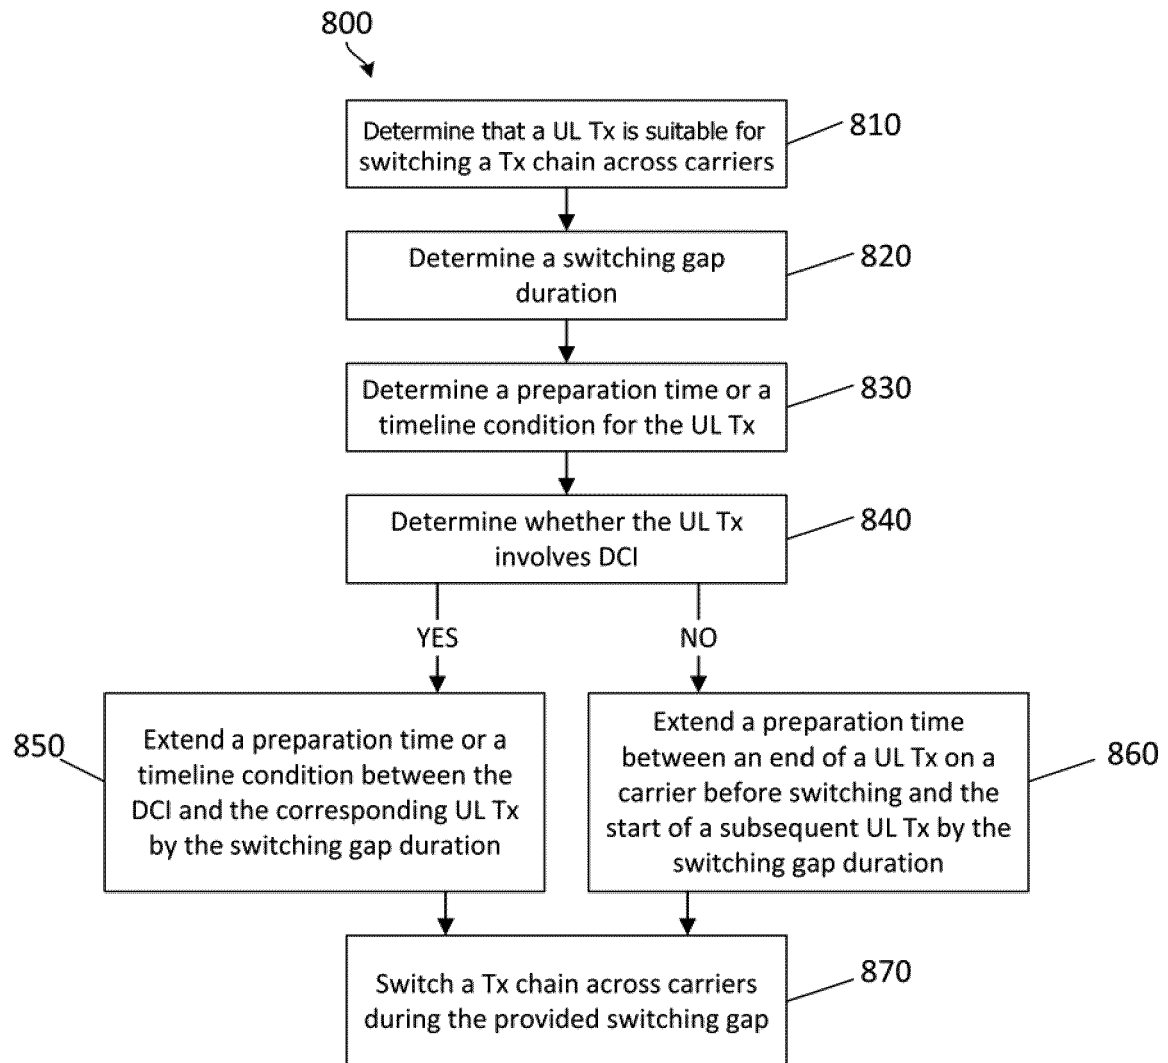 800
Determine that a UL Tx is suitable for
switching a Tx chain across carriers
810
Determine a switching gap
duration
820
Determine a preparation time or a
timeline condition for the UL Tx
830
Determine whether the UL Tx
involves DCI
840
YES
NO
850
Extend a preparation time or a
timeline condition between the
DCI and the corresponding UL Tx
by the switching gap duration
Extend a preparation time
between an end of a UL Tx on a
carrier before switching and the
start of a subsequent UL Tx by the
switching gap duration
860
Switch a Tx chain across carriers
during the provided switching gap
870